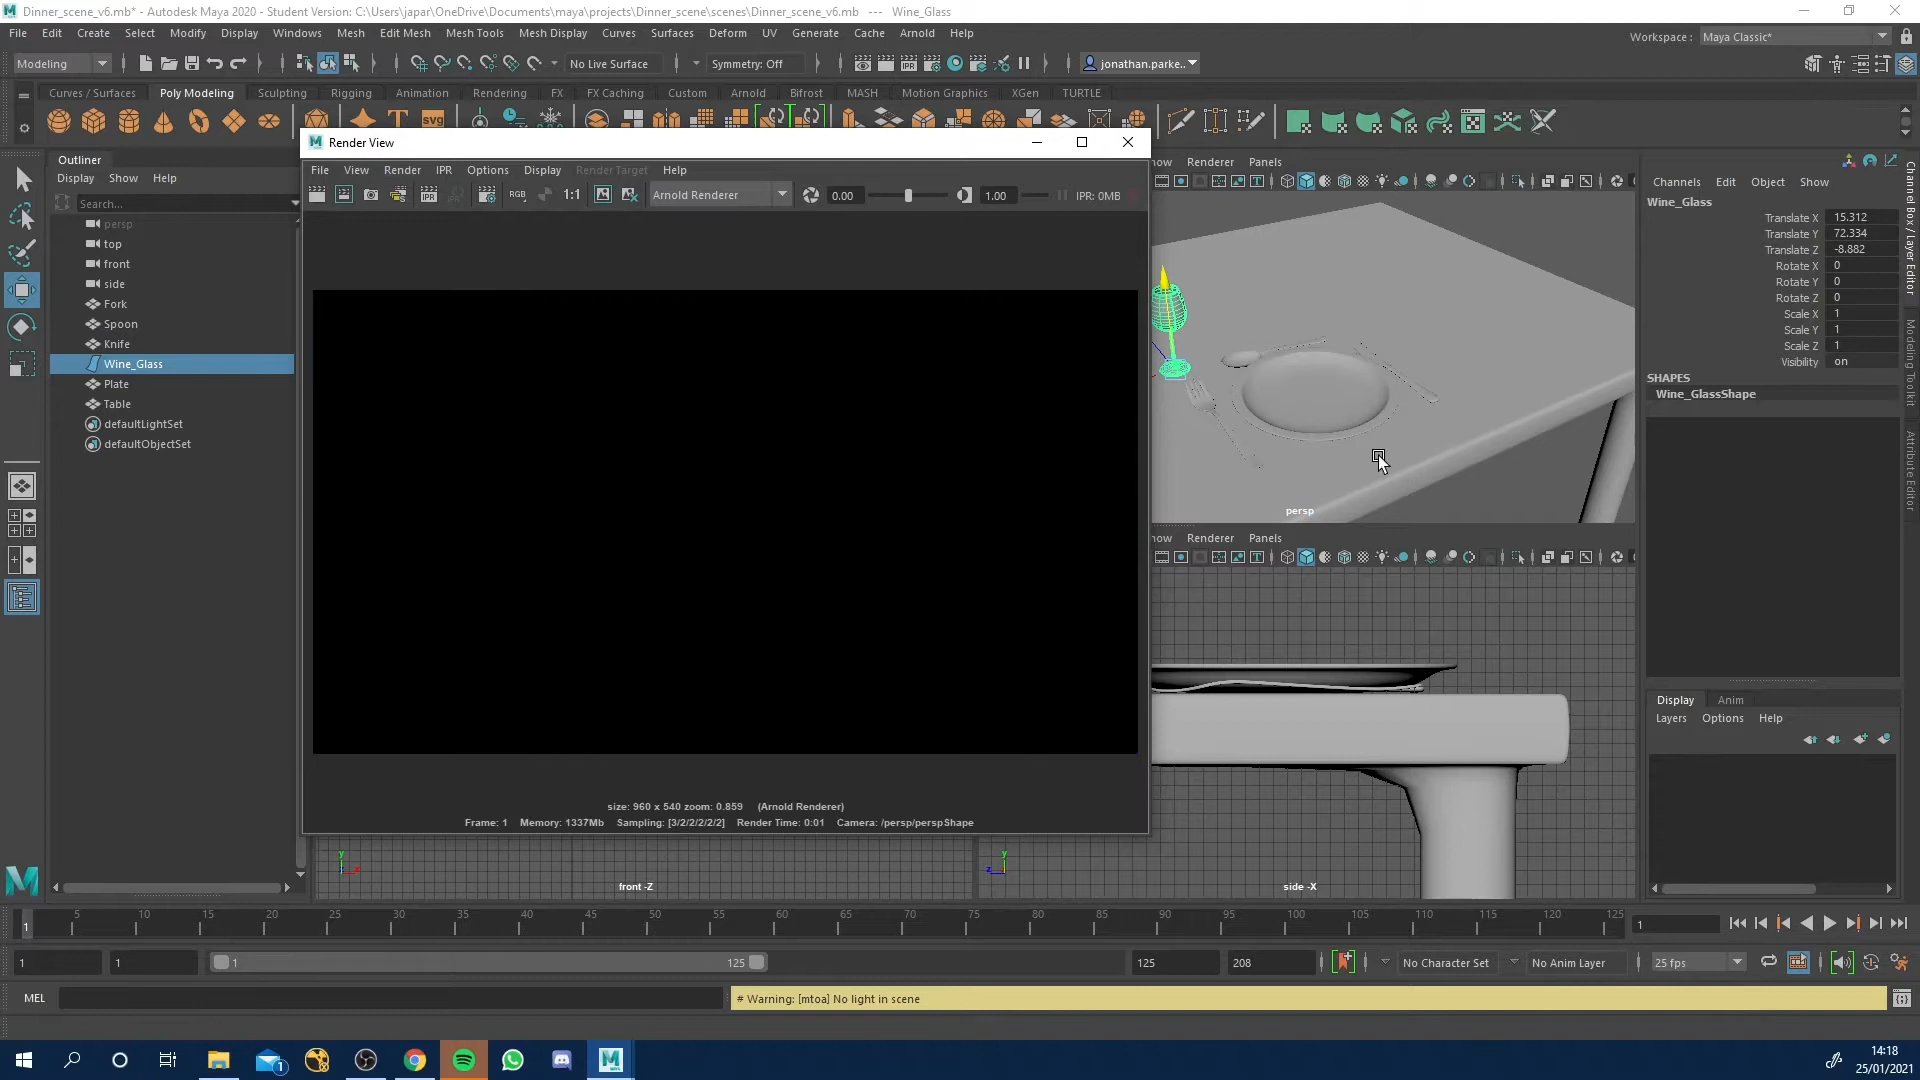 Dinner_scene_v6.mb* - Autodesk Maya 2020 - Student Version: C:\Users\japar\OneDrive\Documents\maya\projects\Dinner_scene\scenes\Dinner_scene_v6.mb --- Wine_Glass
File Edit Create Select Modify Display Windows Mesh Edit Mesh Mesh Tools Mesh Display Curves Surfaces Deform UV Generate Cache Arnold Help
Workspace : Maya Classic*
Modeling No Live Surface Symmetry: Off jonathan.parke..
Curves / Surfaces Poly Modeling Sculpting Rigging Animation Rendering FX FX Caching Custom Arnold Bifrost MASH Motion Graphics XGen TURTLE
svg
Outliner
Display Show Help
Search...
persp
top
front
side
Fork
Spoon
Knife
Wine_Glass
Plate
Table
defaultLightSet
defaultObjectSet
Render View
File View Render IPR Options Display Render Target Help
IPR RGB 1:1 Arnold Renderer 0.00 1.00 IPR: 0MB
size: 960 x 540 zoom: 0.859 (Arnold Renderer)
Frame: 1 Memory: 1337Mb Sampling: [3/2/2/2/2/2] Render Time: 0:01 Camera: /persp/perspShape
Renderer Panels
persp
Renderer Panels
y
x
front -Z
y
z
side -X
Channels Edit Object Show
Wine_Glass
Translate X 15.312
Translate Y 72.334
Translate Z -8.882
Rotate X 0
Rotate Y 0
Rotate Z 0
Scale X 1
Scale Y 1
Scale Z 1
Visibility on
SHAPES
Wine_GlassShape
Channel Box / Layer Editor
Modeling Toolkit
Attribute Editor
Display Anim
Layers Options Help
1 5 10 15 20 25 30 35 40 45 50 55 60 65 70 75 80 85 90 95 100 105 110 115 120 125
1
1 1 1 125 125 208 No Character Set No Anim Layer 25 fps
MEL # Warning: [mtoa] No light in scene
1
14:18
25/01/2021